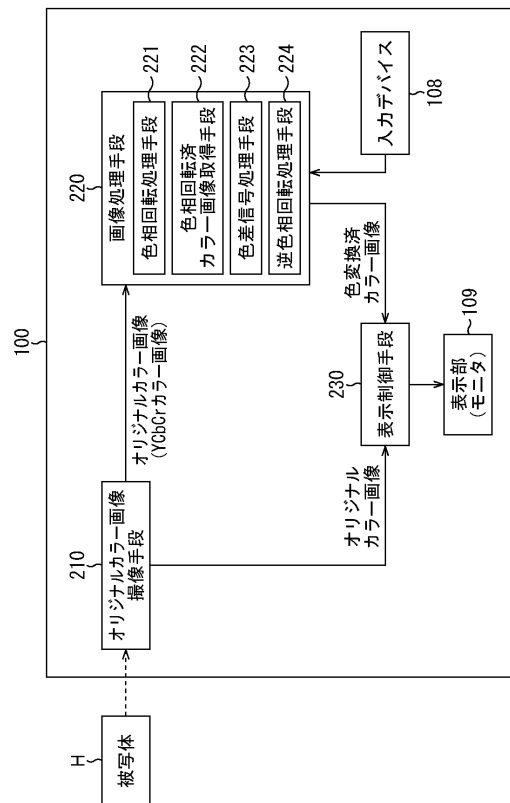 100
H
被写体
210
オリジナルカラー画像
撮像手段
オリジナルカラー画像
(YCbCrカラー画像)
220
画像処理手段
色相回転処理手段
221
色相回転済
カラー画像取得手段
222
色差信号処理手段
223
逆色相回転処理手段
224
オリジナル
カラー画像
230
表示制御手段
色変換済
カラー画像
入力デバイス
108
表示部
(モニタ)
109